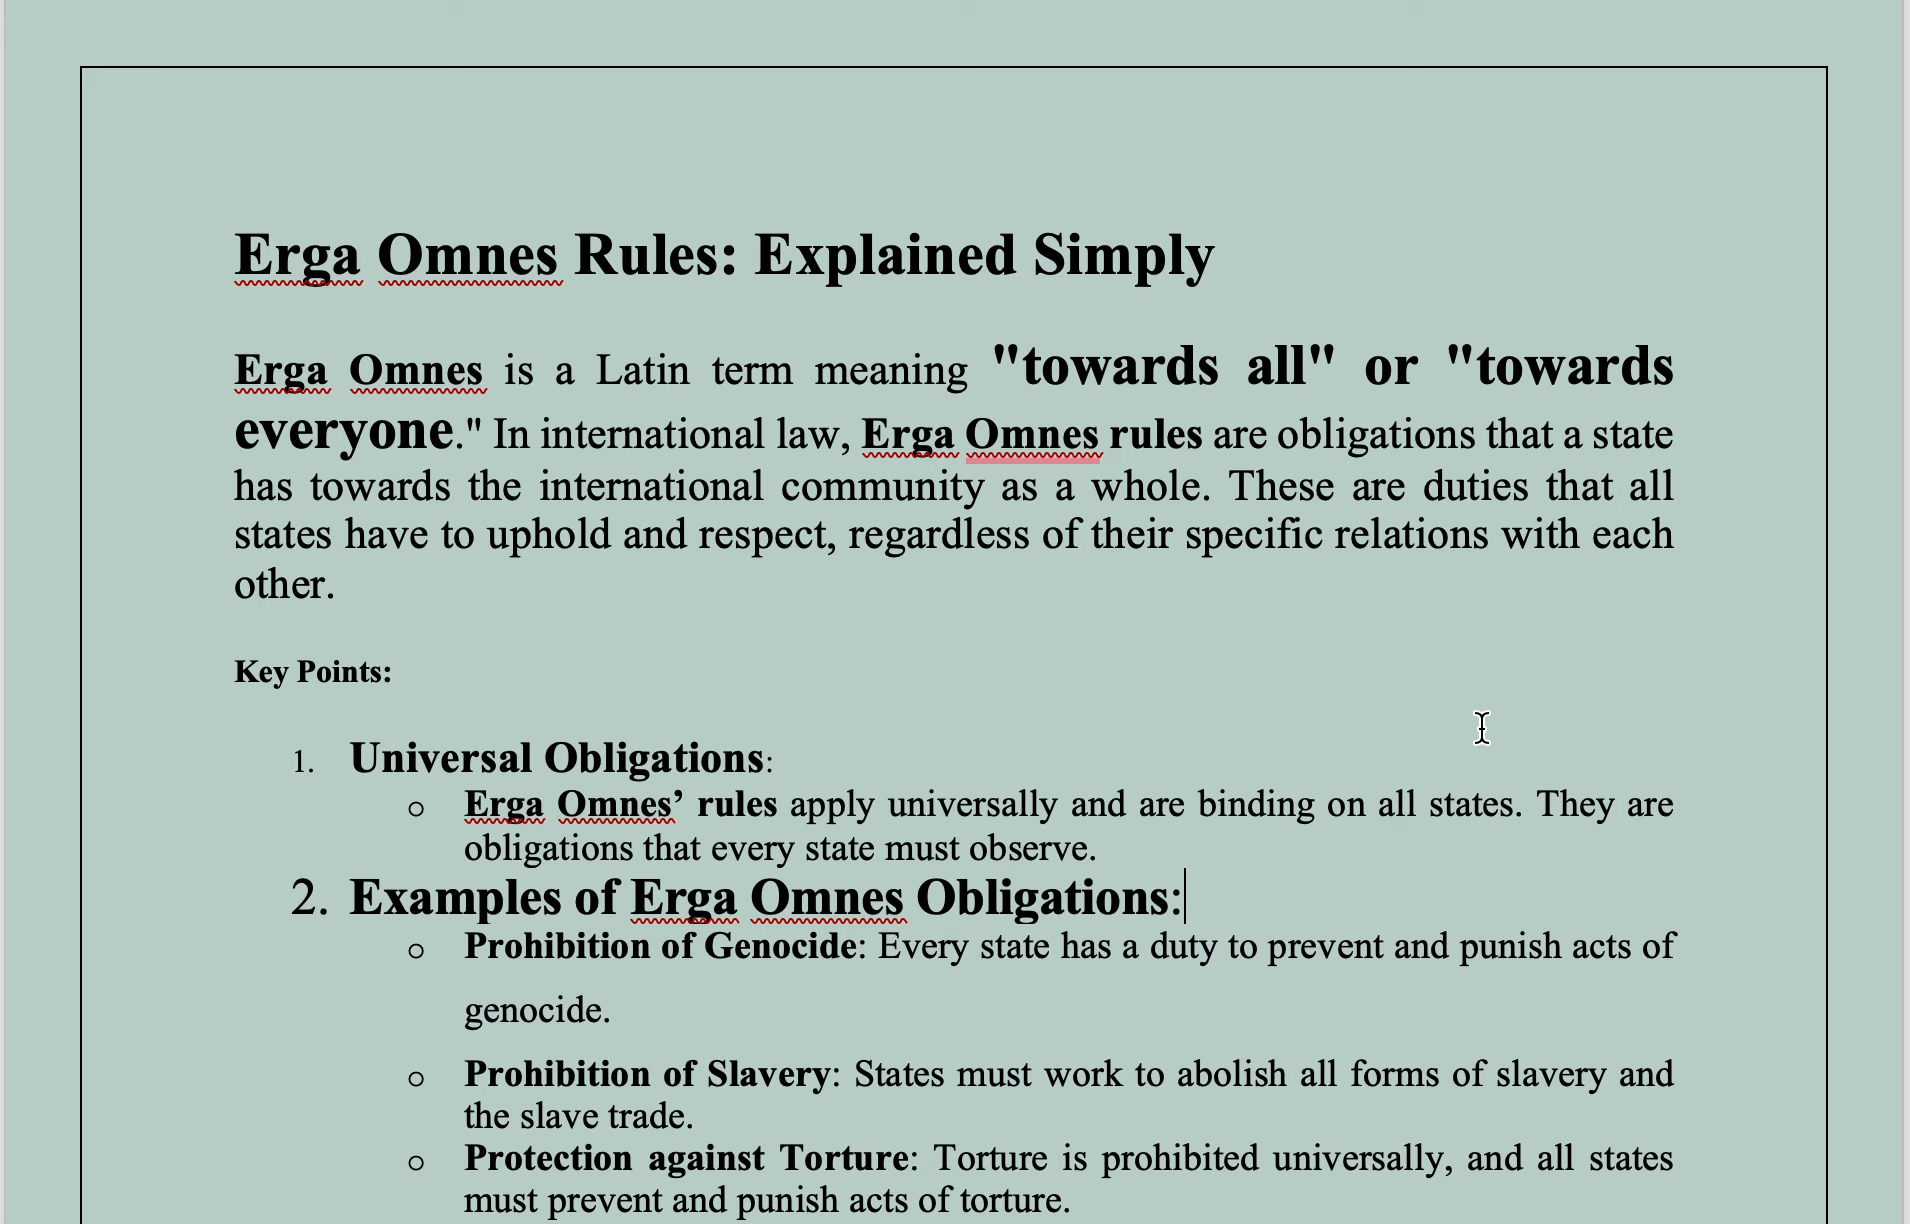 Erga Omnes Rules: Explained Simply
Erga Omnes is a Latin term meaning "towards all" or "towards
everyone." In international law, Erga Omnes rules are obligations that a state
has towards the international community as a whole. These are duties that all
states have to uphold and respect, regardless of their specific relations with each
other.
Key Points:
1. Universal Obligations:
o Erga Omnes’ rules apply universally and are binding on all states. They are
obligations that every state must observe.
2. Examples of Erga Omnes Obligations:
o Prohibition of Genocide: Every state has a duty to prevent and punish acts of
genocide.
o Prohibition of Slavery: States must work to abolish all forms of slavery and
the slave trade.
o Protection against Torture: Torture is prohibited universally, and all states
must prevent and punish acts of torture.